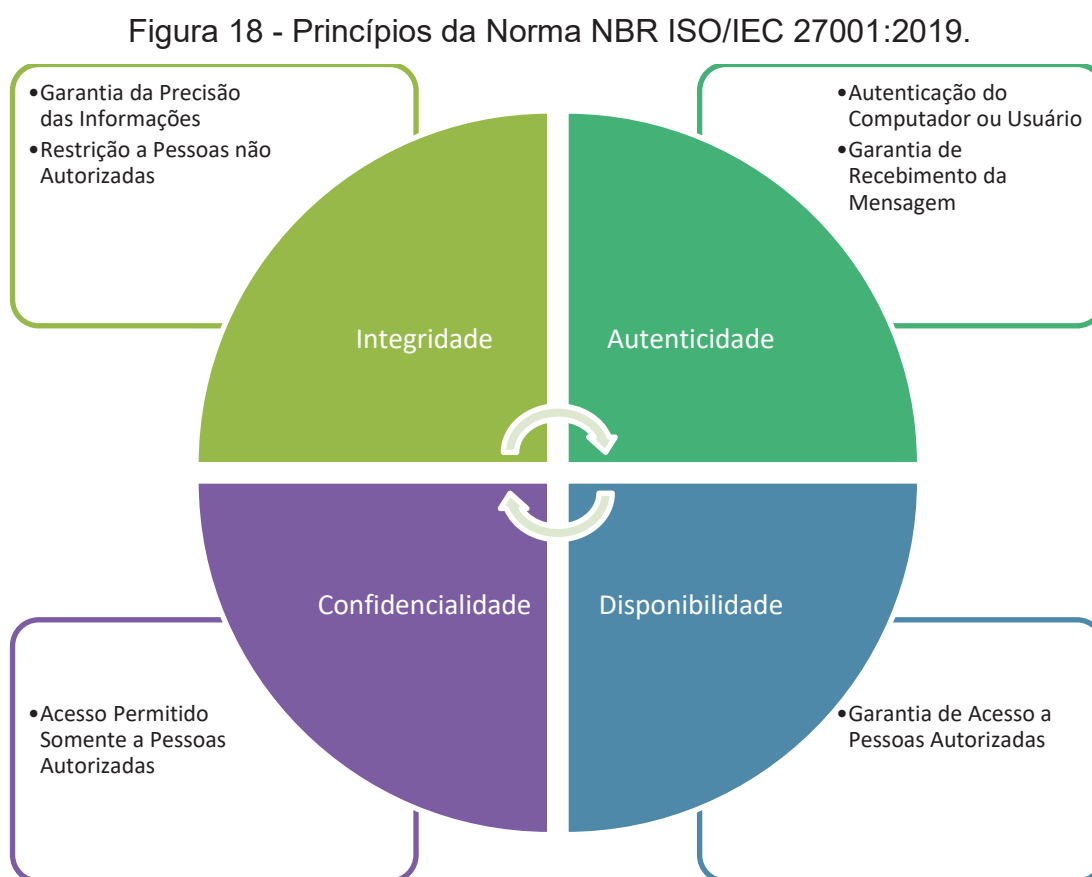 Figura 18 - Princípios da Norma NBR ISO/IEC 27001:2019.
•Garantia da Precisão
das Informações
•Restrição a Pessoas não
Autorizadas
•Autenticação do
Computador ou Usuário
•Garantia de
Recebimento da
Mensagem
Integridade
Autenticidade
Confidencialidade
Disponibilidade
•Acesso Permitido
Somente a Pessoas
Autorizadas
•Garantia de Acesso a
Pessoas Autorizadas